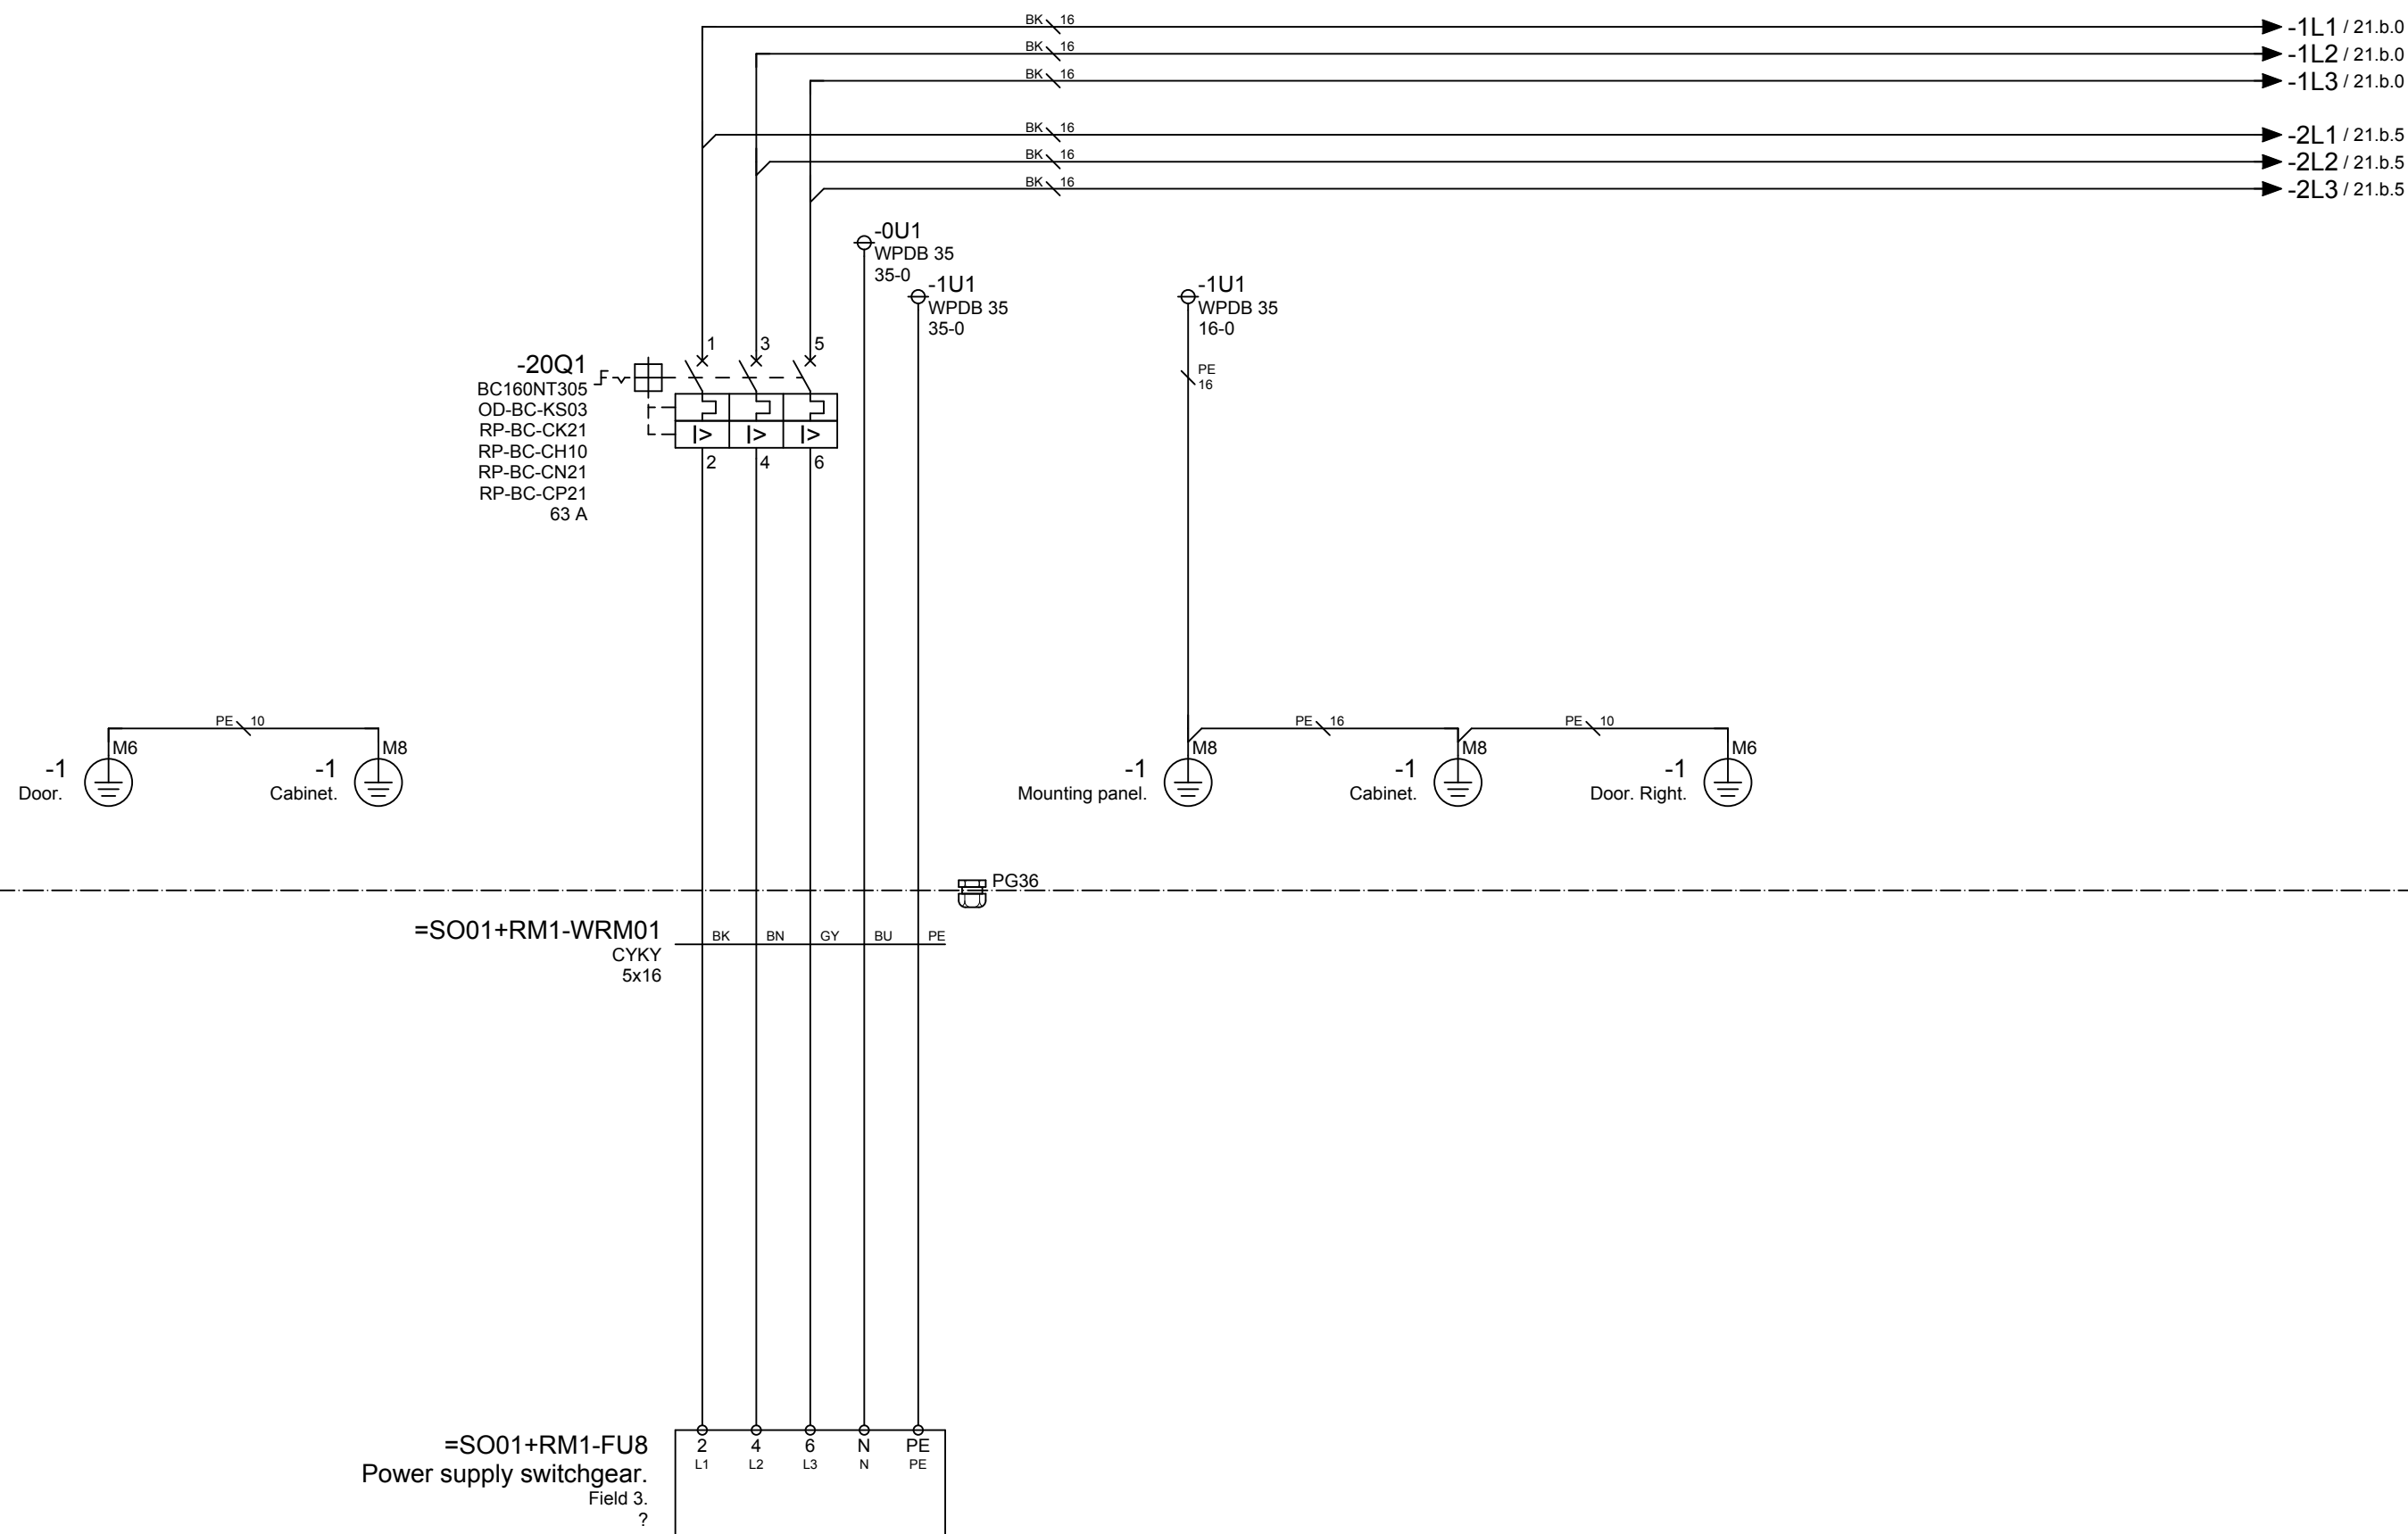 BK 16 -1L1 / 21.b.0
BK 16 -1L2 / 21.b.0
BK 16 -1L3 / 21.b.0
BK 16 -2L1 / 21.b.5
BK 16 -2L2 / 21.b.5
BK 16 -2L3 / 21.b.5
-0U1
WPDB 35
35-0
-1U1
WPDB 35
35-0
-1U1
WPDB 35
16-0
PE
16
-20Q1
BC160NT305
OD-BC-KS03
RP-BC-CK21
RP-BC-CH10
RP-BC-CN21
RP-BC-CP21
63 A
1 3 5
I> I> I>
2 4 6
PE 10
M6 M8
-1
Door.
-1
Cabinet.
PE 16 PE 10
M8 M8 M6
-1
Mounting panel.
-1
Cabinet.
-1
Door. Right.
PG36
=SO01+RM1-WRM01
CYKY
5x16
BK BN GY BU PE
=SO01+RM1-FU8
Power supply switchgear.
Field 3.
?
2 4 6 N PE
L1 L2 L3 N PE